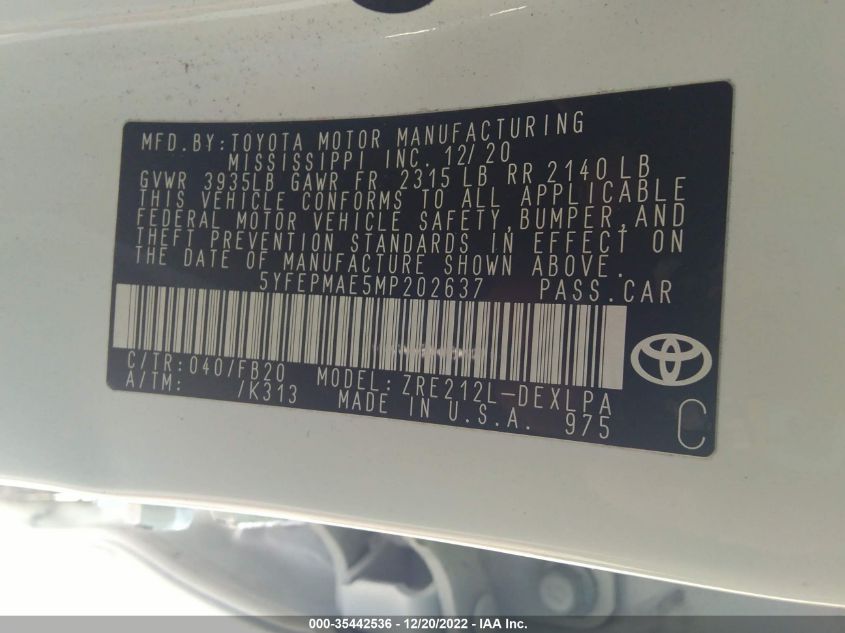 MFD.BY:TOYOTA MOTOR MANUFACTURING
MISSISSIPPI INC. 12/20
GVWR 3935LB GAWR FR 2315 LB RR 2140 LB
THIS VEHICLE CONFORMS TO ALL APPLICABLE
FEDERAL MOTOR VEHICLE SAFETY,BUMPER,AND
THEFT PREVENTION STANDARDS IN EFFECT ON
THE DATE OF MANUFACTURE SHOWN ABOVE.
5YFEPMAE5MP202637 PASS.CAR
C/TR:040/FB20 MODEL:ZRE212L-DEXLPA
A/TM: /K313 MADE IN U.S.A. 975
C
000-35442536 - 12/20/2022 - IAA Inc.